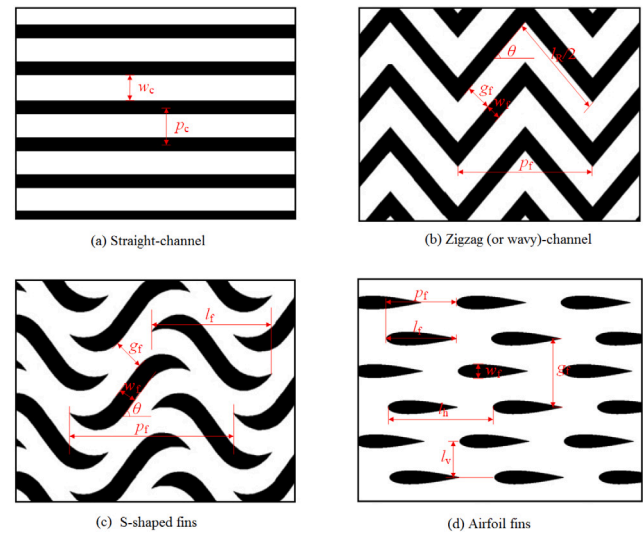 w_c
p_c
(a) Straight-channel
θ
l_R/2
g_f
w_f
p_f
(b) Zigzag (or wavy)-channel
l_f
g_f
w_f
θ
p_f
(c) S-shaped fins
p_f
l_f
w_f
g_f
l_h
l_v
(d) Airfoil fins